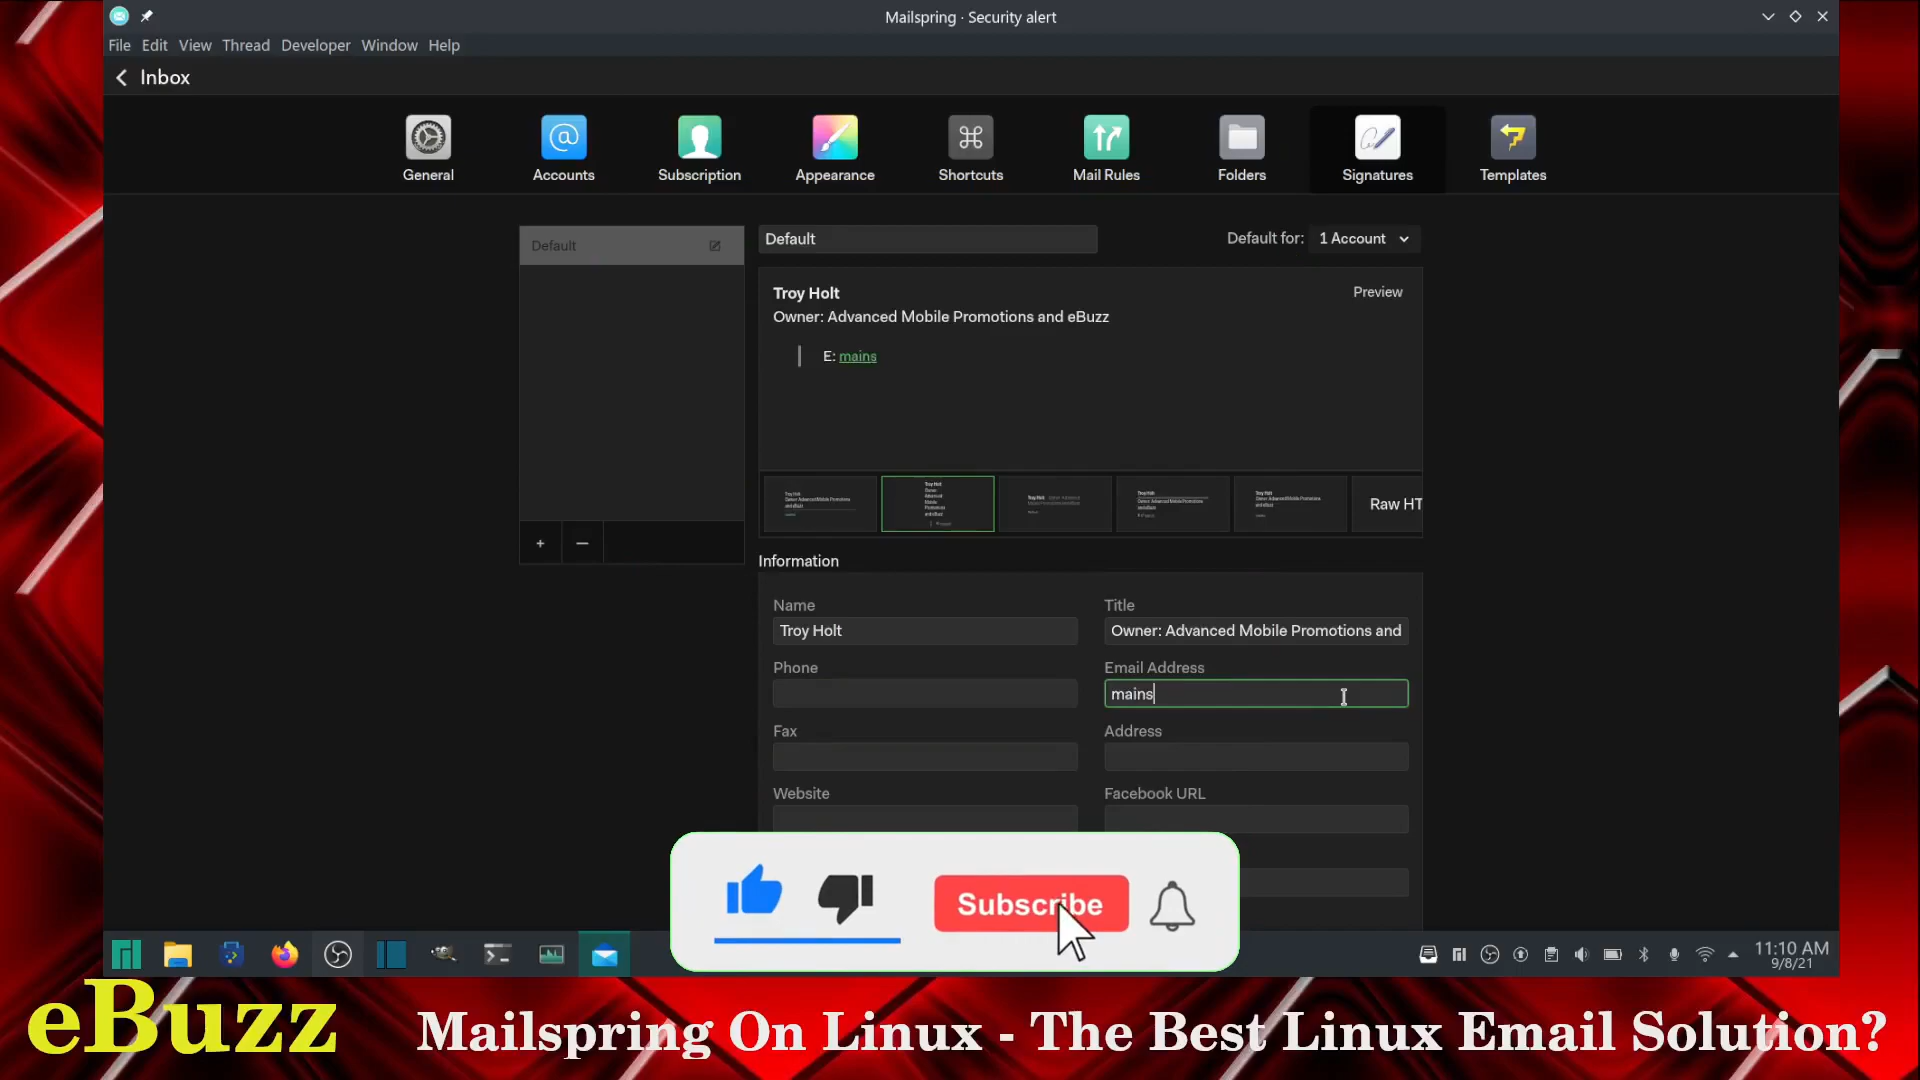 Mailspring · Security alert
File Edit View Thread Developer Window Help
Inbox
General Accounts Subscription Appearance Shortcuts Mail Rules Folders Signatures Templates
Default
Default
Default for: 1 Account
Troy Holt
Preview
Owner: Advanced Mobile Promotions and eBuzz
E: mains
Raw HT
+ −
Information
Name
Title
Troy Holt
Owner: Advanced Mobile Promotions and
Phone
Email Address
mains
Fax
Address
Website
Facebook URL
Subscribe
11:10 AM
9/8/21
eBuzz
Mailspring On Linux - The Best Linux Email Solution?